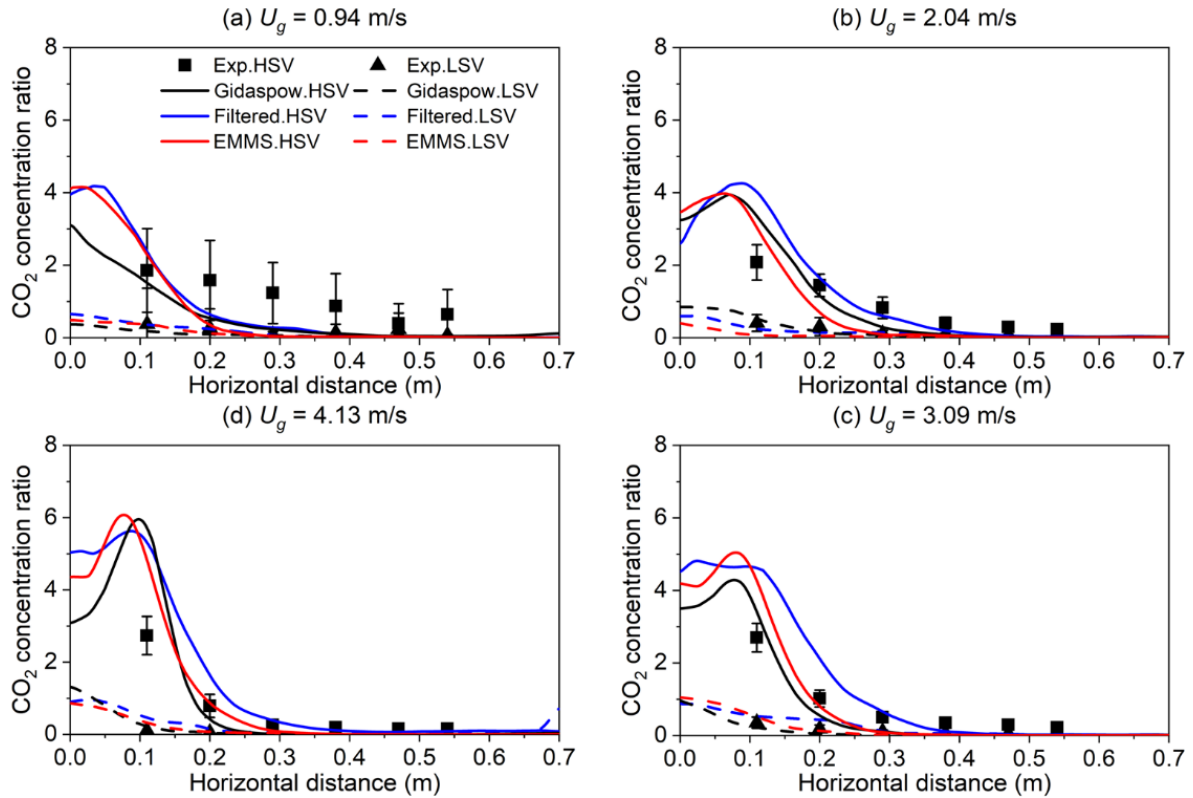 (a) U_g = 0.94 m/s
CO₂ concentration ratio
8
6
4
2
0
Exp.HSV
Exp.LSV
Gidaspow.HSV
Gidaspow.LSV
Filtered.HSV
Filtered.LSV
EMMS.HSV
EMMS.LSV
0.0 0.1 0.2 0.3 0.4 0.5 0.6 0.7
Horizontal distance (m)
(b) U_g = 2.04 m/s
CO₂ concentration ratio
8
6
4
2
0
0.0 0.1 0.2 0.3 0.4 0.5 0.6 0.7
Horizontal distance (m)
(d) U_g = 4.13 m/s
CO₂ concentration ratio
8
6
4
2
0
0.0 0.1 0.2 0.3 0.4 0.5 0.6 0.7
Horizontal distance (m)
(c) U_g = 3.09 m/s
CO₂ concentration ratio
8
6
4
2
0
0.0 0.1 0.2 0.3 0.4 0.5 0.6 0.7
Horizontal distance (m)